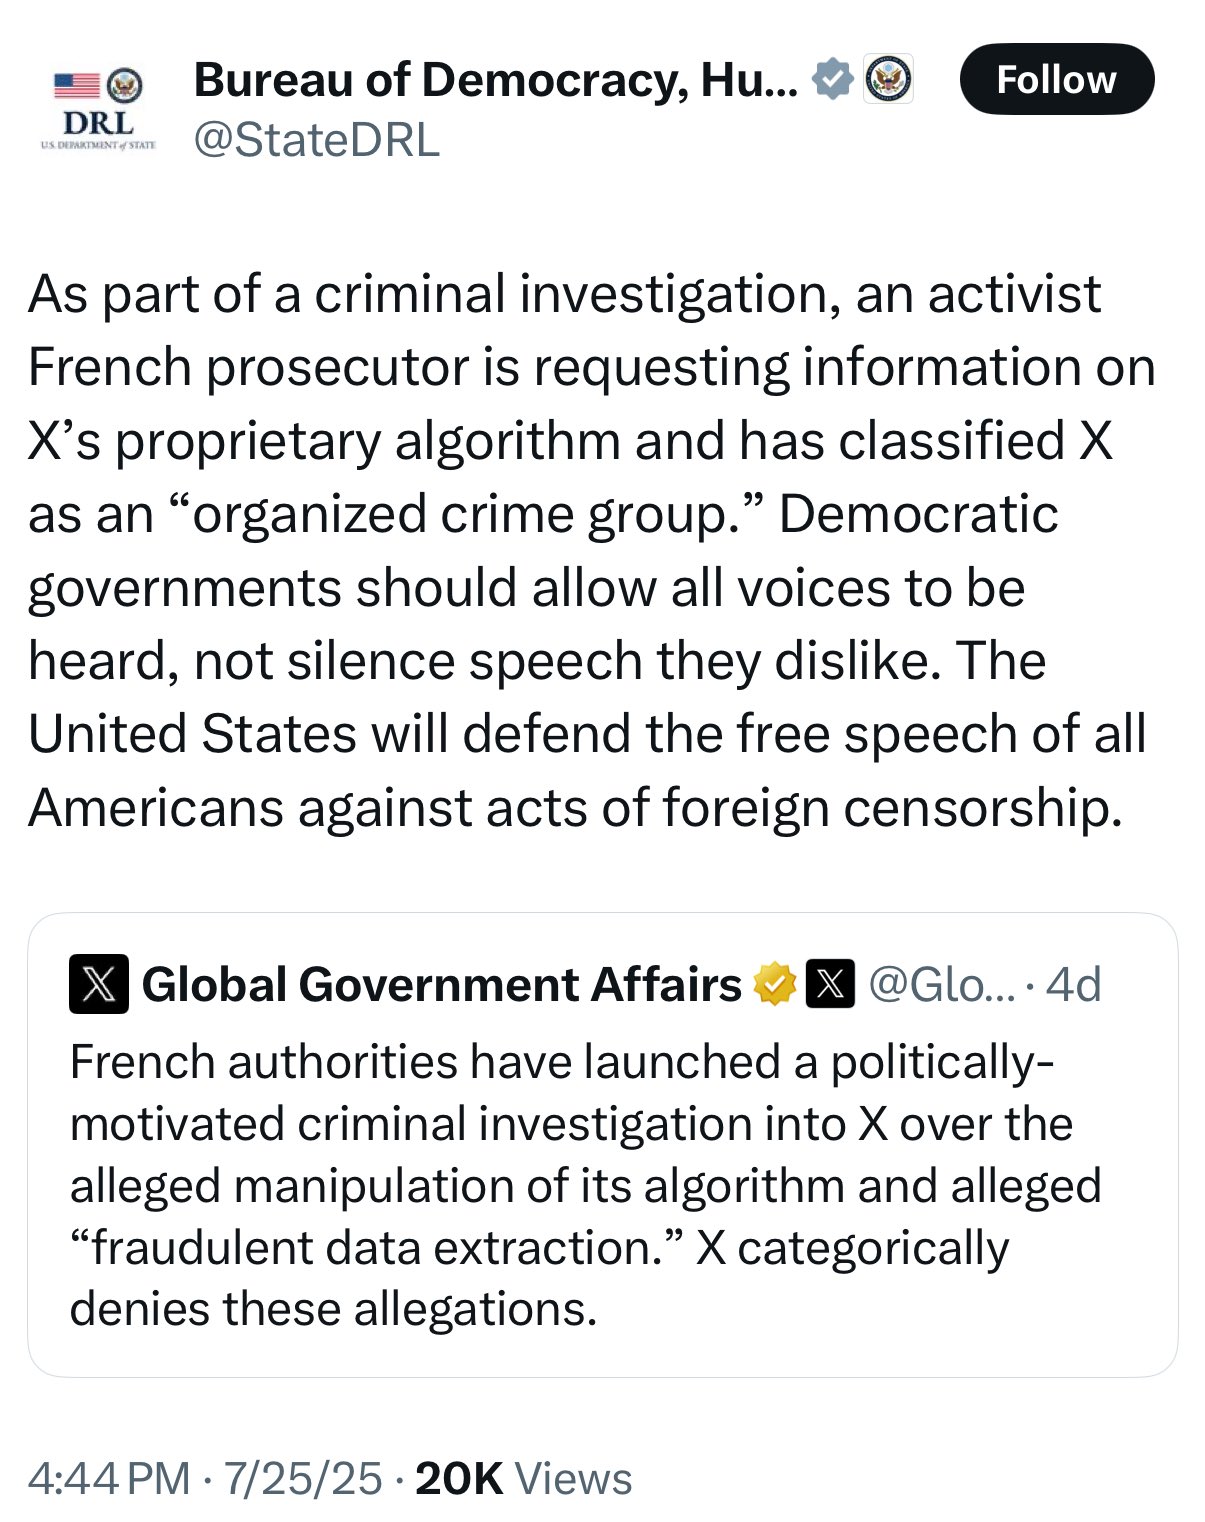 DRL
U.S. DEPARTMENT of STATE
Bureau of Democracy, Hu...
@StateDRL
Follow
As part of a criminal investigation, an activist
French prosecutor is requesting information on
X’s proprietary algorithm and has classified X
as an “organized crime group.” Democratic
governments should allow all voices to be
heard, not silence speech they dislike. The
United States will defend the free speech of all
Americans against acts of foreign censorship.
Global Government Affairs @Glo... · 4d
French authorities have launched a politically-
motivated criminal investigation into X over the
alleged manipulation of its algorithm and alleged
“fraudulent data extraction.” X categorically
denies these allegations.
4:44 PM · 7/25/25 · 20K Views